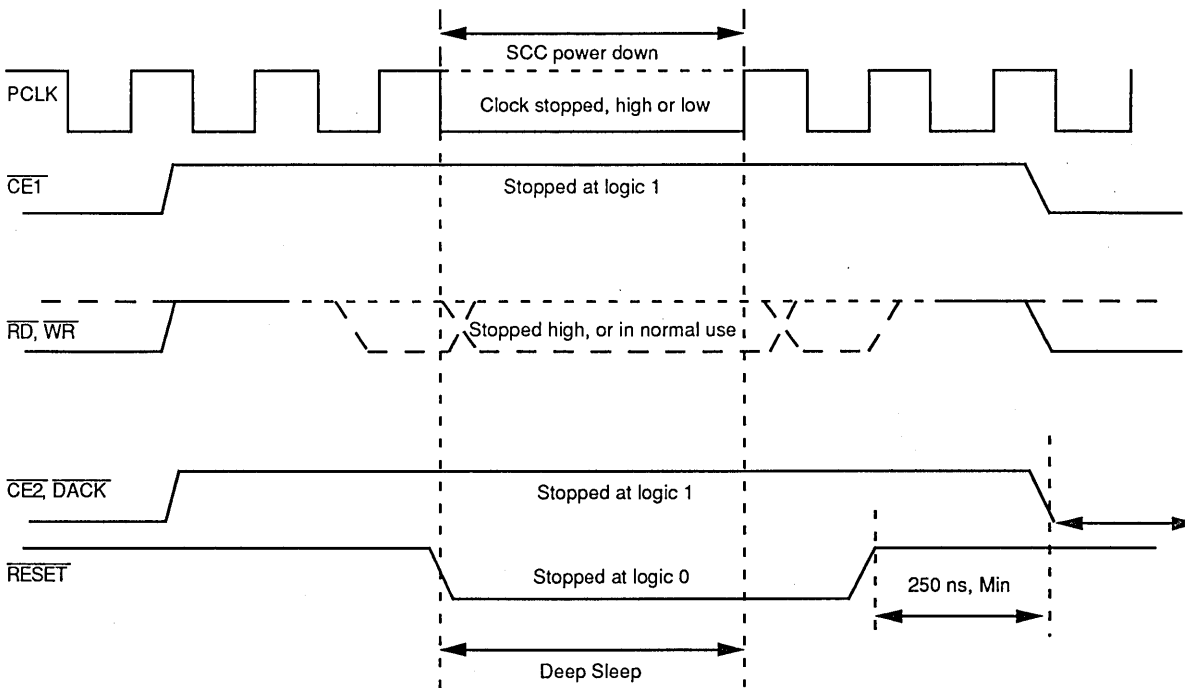 SCC power down
PCLK
Clock stopped, high or low
CE1
Stopped at logic 1
RD, WR
Stopped high, or in normal use
CE2, DACK
Stopped at logic 1
RESET
Stopped at logic 0
250 ns, Min
Deep Sleep